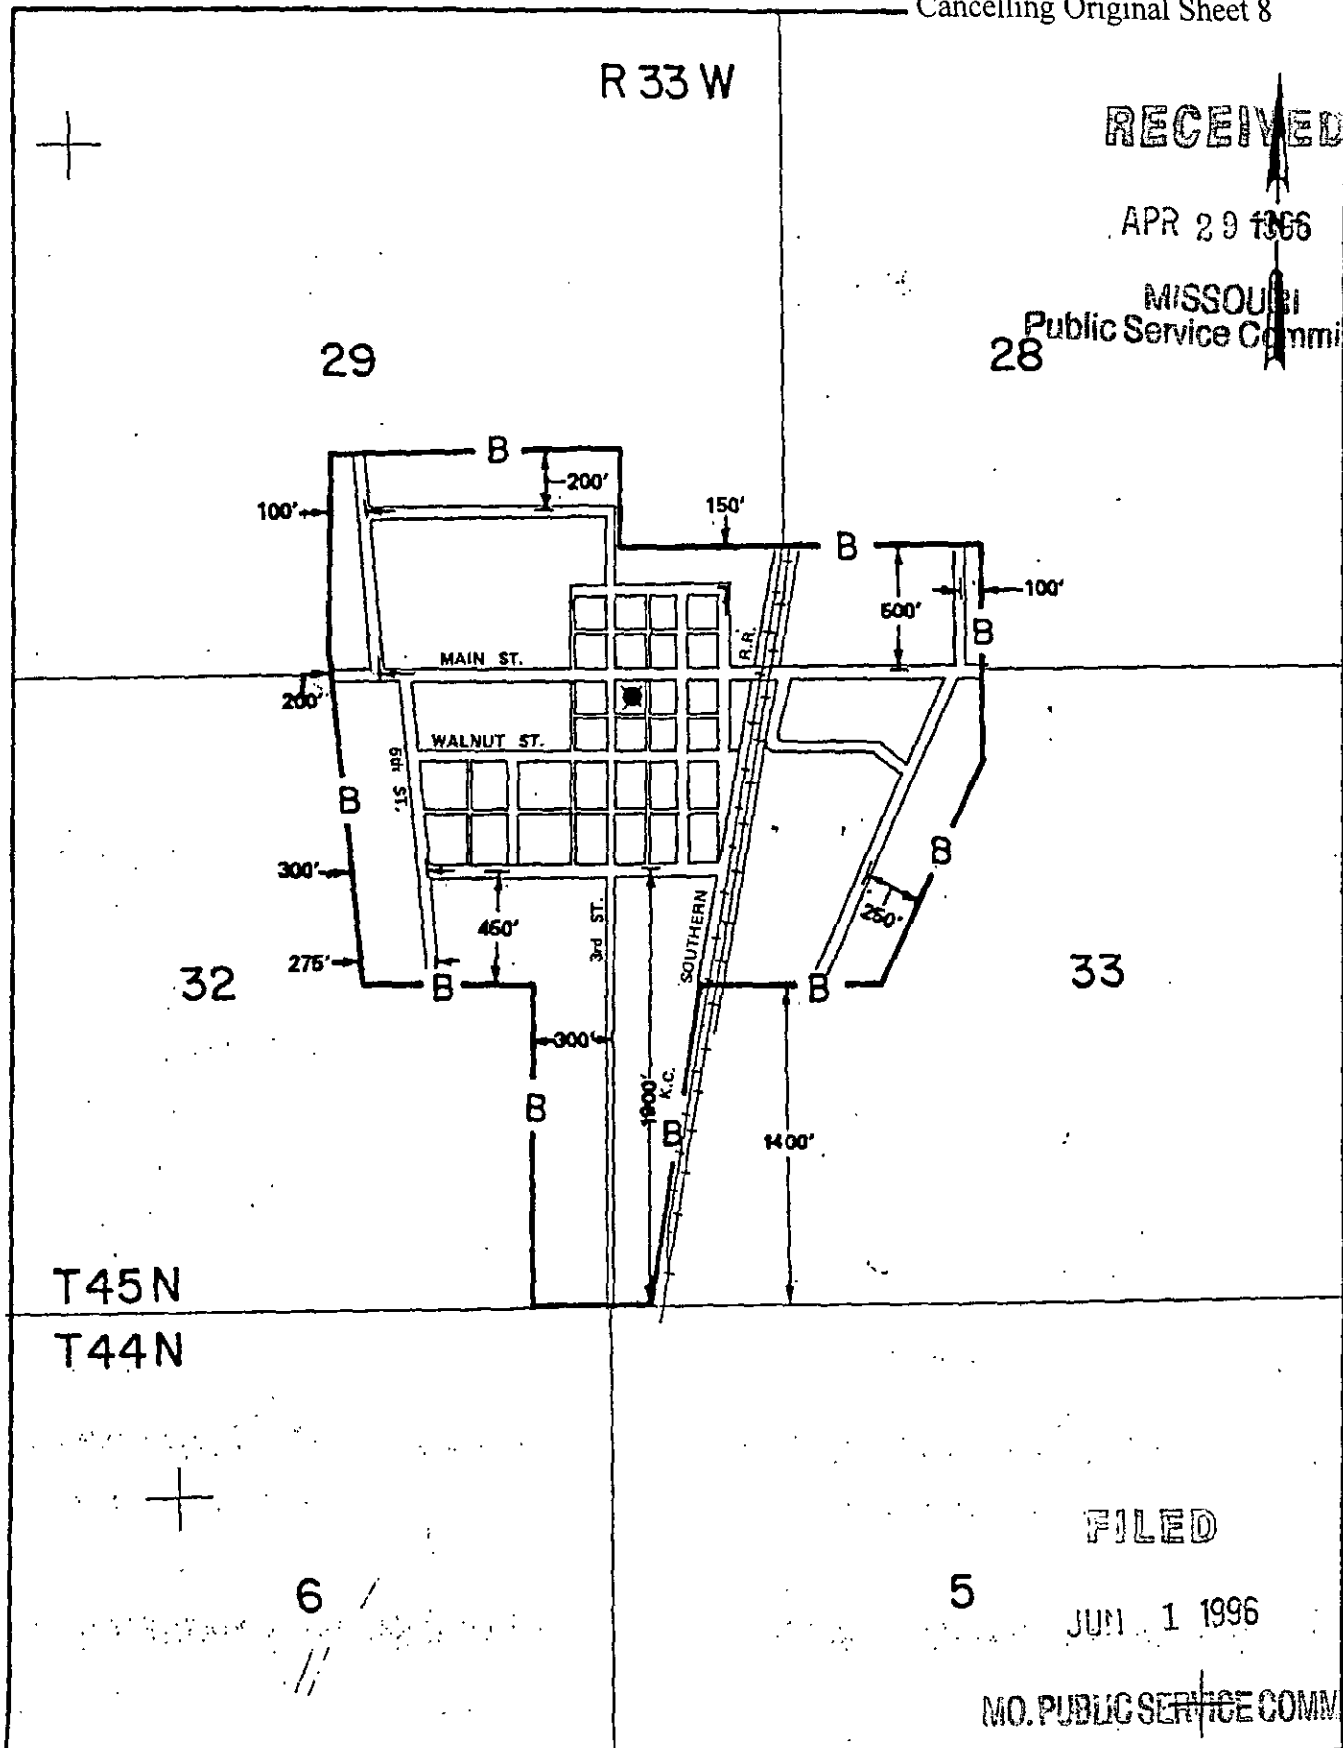 Cancelling Original Sheet 8
R 33 W
RECEIVED
APR 29 1996
MISSOURI
Public Service Commi
29
28
B
200'
100'
150'
B
500'
100'
B
MAIN ST.
R.R.
200'
WALNUT ST.
6th ST.
B
B
300'
450'
250'
3rd ST.
SOUTHERN
275'
32
B
B
33
300'
K.C.
1900'
B
B
1400'
T45N
T44N
FILED
6
5
JUN 1 1996
MO. PUBLIC SERVICE COMM